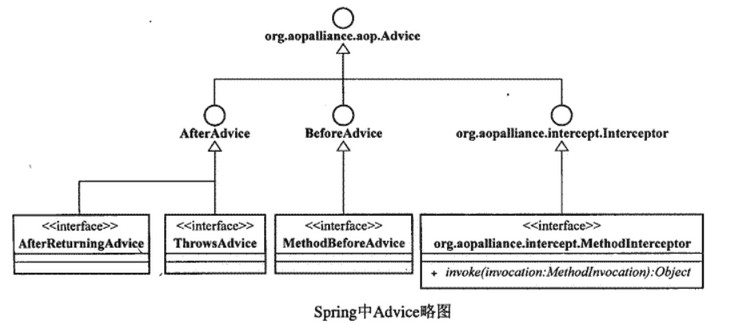 org.aopalliance.aop.Advice
AfterAdvice
BeforeAdvice
org.aopalliance.intercept.Interceptor
<<interface>>
AfterReturningAdvice
<<interface>>
ThrowsAdvice
<<interface>>
MethodBeforeAdvice
<<interface>>
org.aopalliance.intercept.MethodInterceptor
+ invoke(invocation:MethodInvocation):Object
Spring中Advice略图